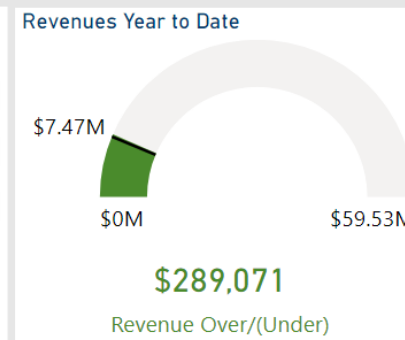 Revenues Year to Date
$7.47M
$0M
$59.53M
$289,071
Revenue Over/(Under)